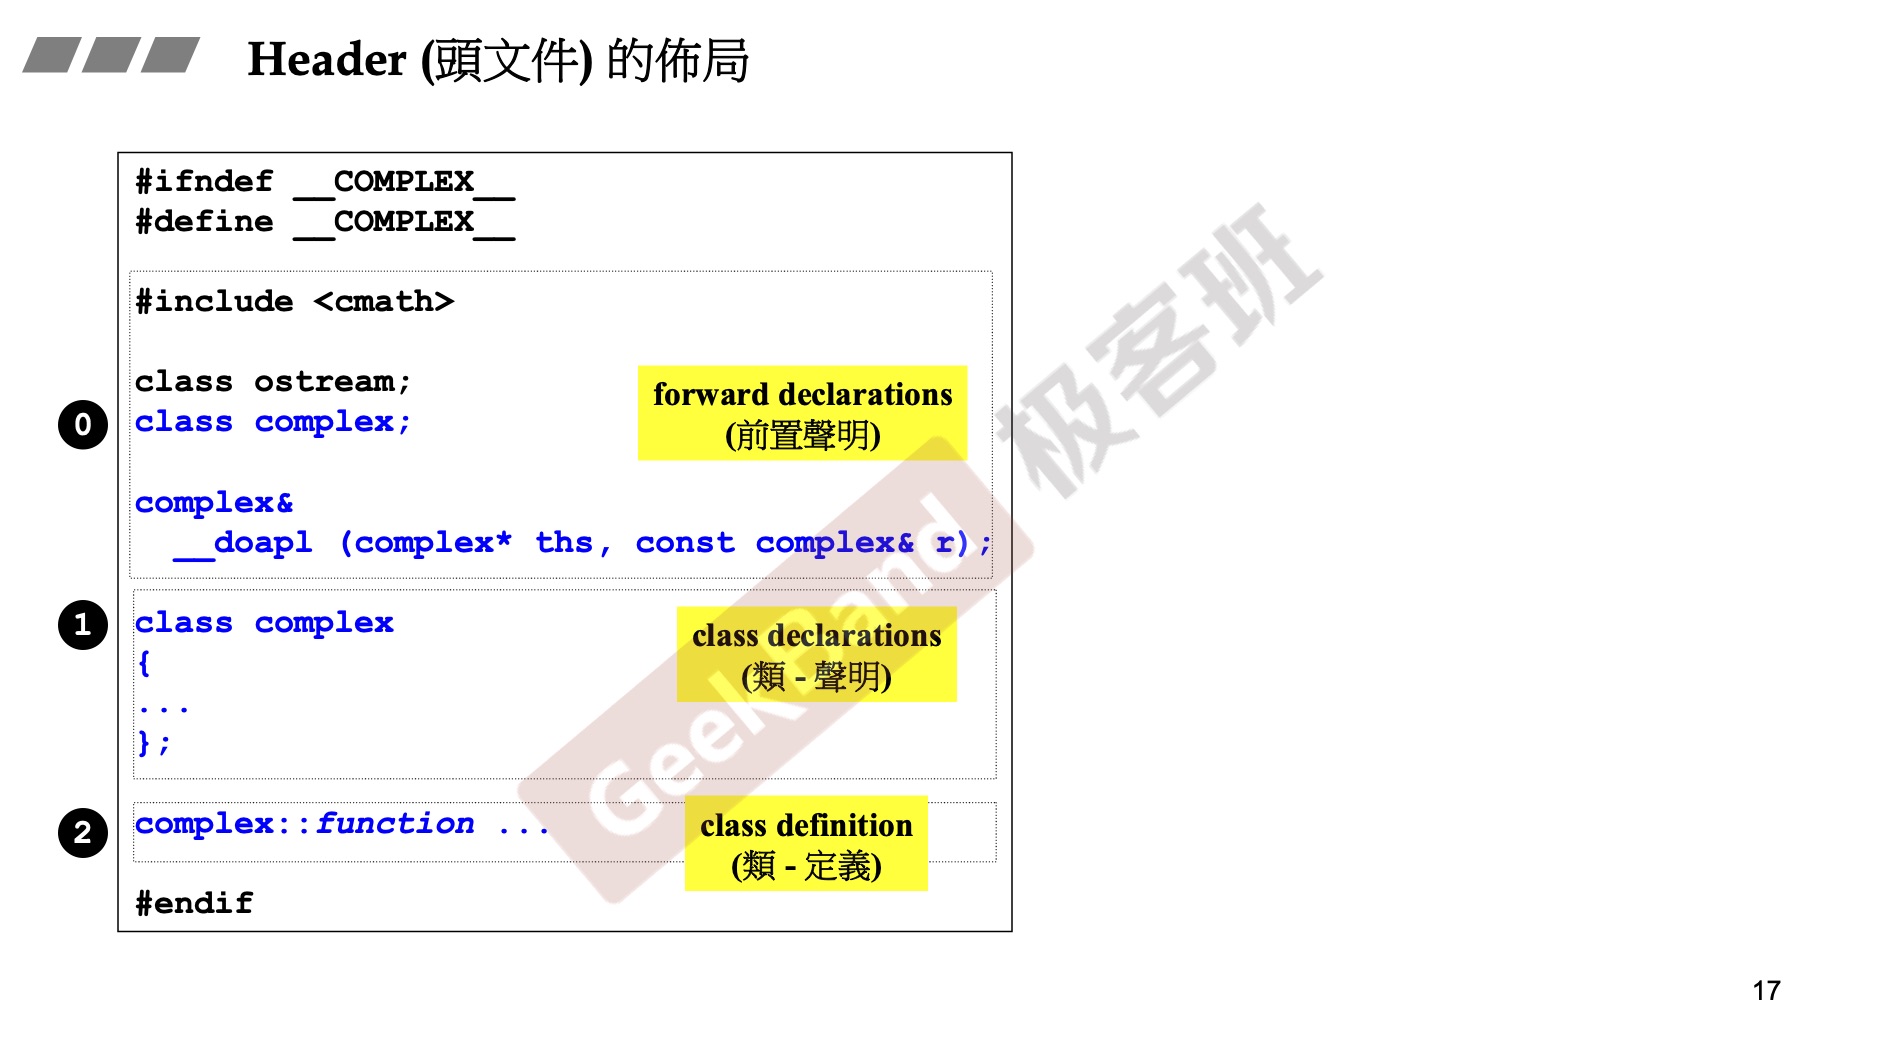 Header (頭文件) 的佈局
#ifndef __COMPLEX__
#define __COMPLEX__
#include <cmath>
class ostream;
class complex;
forward declarations
(前置聲明)
0
complex&
__doapl (complex* ths, const complex& r);
1
class complex
{
...
};
class declarations
(類 - 聲明)
2
complex::function ...
class definition
(類 - 定義)
#endif
GeekBand 极客班
17